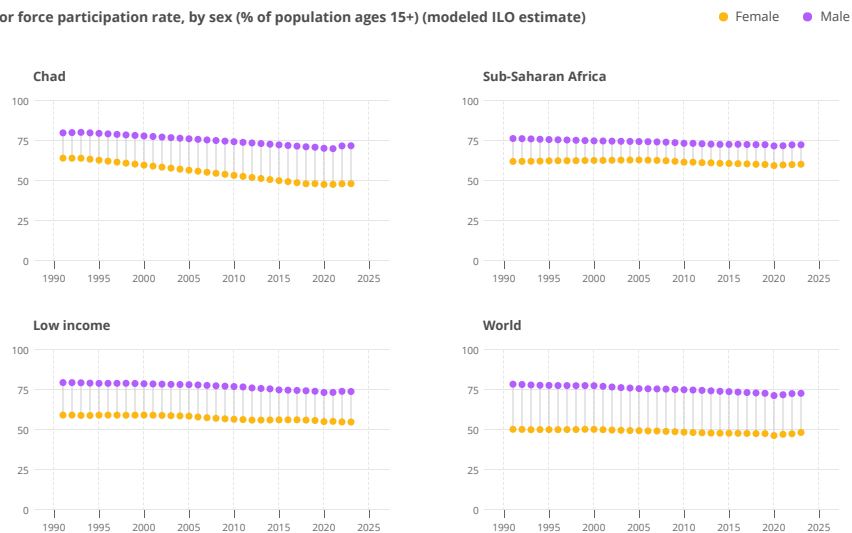 or force participation rate, by sex (% of population ages 15+) (modeled ILO estimate)
Female Male
Chad
100
75
50
25
0
1990 1995 2000 2005 2010 2015 2020 2025
Sub-Saharan Africa
100
75
50
25
0
1990 1995 2000 2005 2010 2015 2020 2025
Low income
100
75
50
25
0
1990 1995 2000 2005 2010 2015 2020 2025
World
100
75
50
25
0
1990 1995 2000 2005 2010 2015 2020 2025